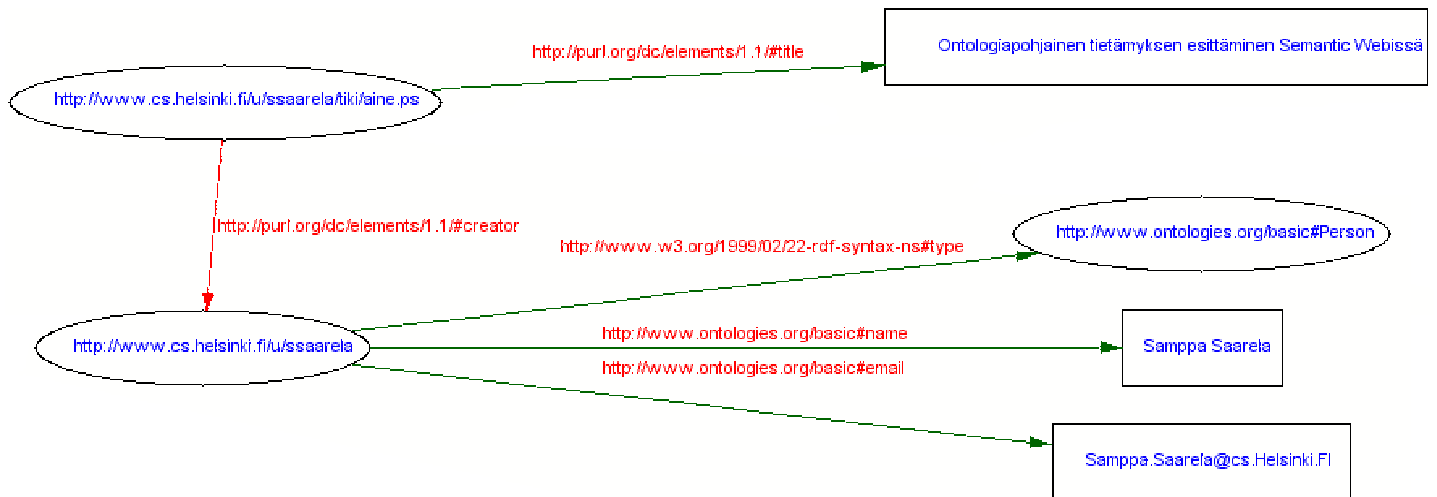 http://purl.org/dc/elements/1.1/#title
Ontologiapohjainen tietämyksen esittäminen Semantic Webissä
http://www.cs.helsinki.fi/u/ssaarela/tiki/aine.ps
http://purl.org/dc/elements/1.1/#creator
http://www.w3.org/1999/02/22-rdf-syntax-ns#type
http://www.ontologies.org/basic#Person
http://www.cs.helsinki.fi/u/ssaarela
http://www.ontologies.org/basic#name
Samppa Saarela
http://www.ontologies.org/basic#email
Samppa.Saarela@cs.Helsinki.FI